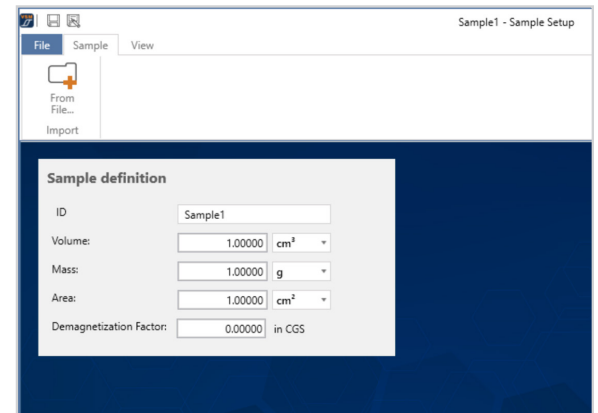 Sample1 - Sample Setup
File Sample View
From
File...
Import
Sample definition
ID Sample1
Volume: 1.00000 cm³
Mass: 1.00000 g
Area: 1.00000 cm²
Demagnetization Factor: 0.00000 in CGS